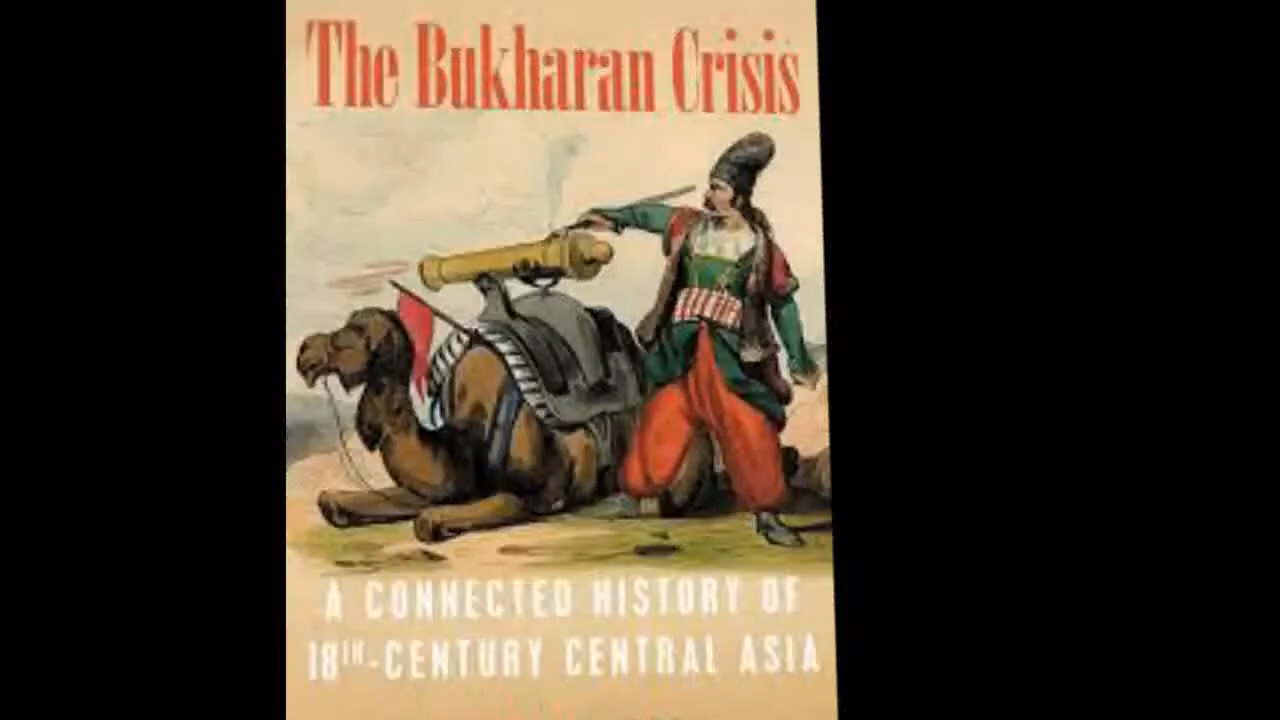 The Bukharan Crisis
A CONNECTED HISTORY OF
18TH-CENTURY CENTRAL ASIA